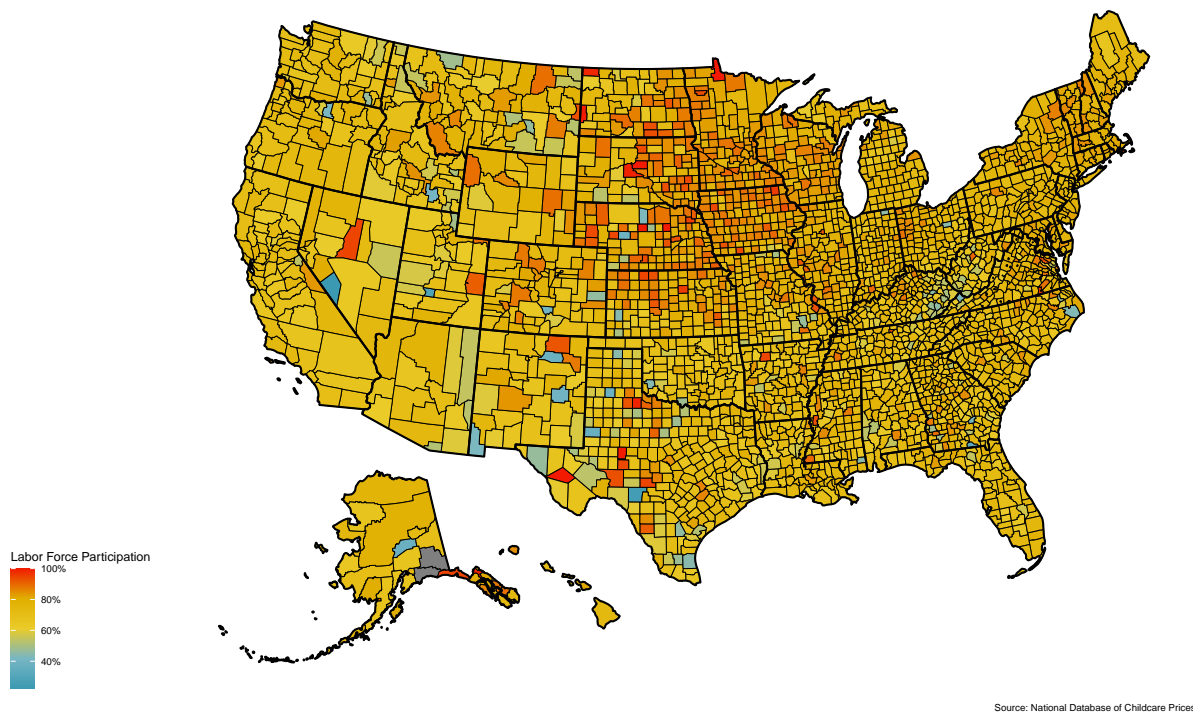 Labor Force Participation
100%
80%
60%
40%
Source: National Database of Childcare Prices